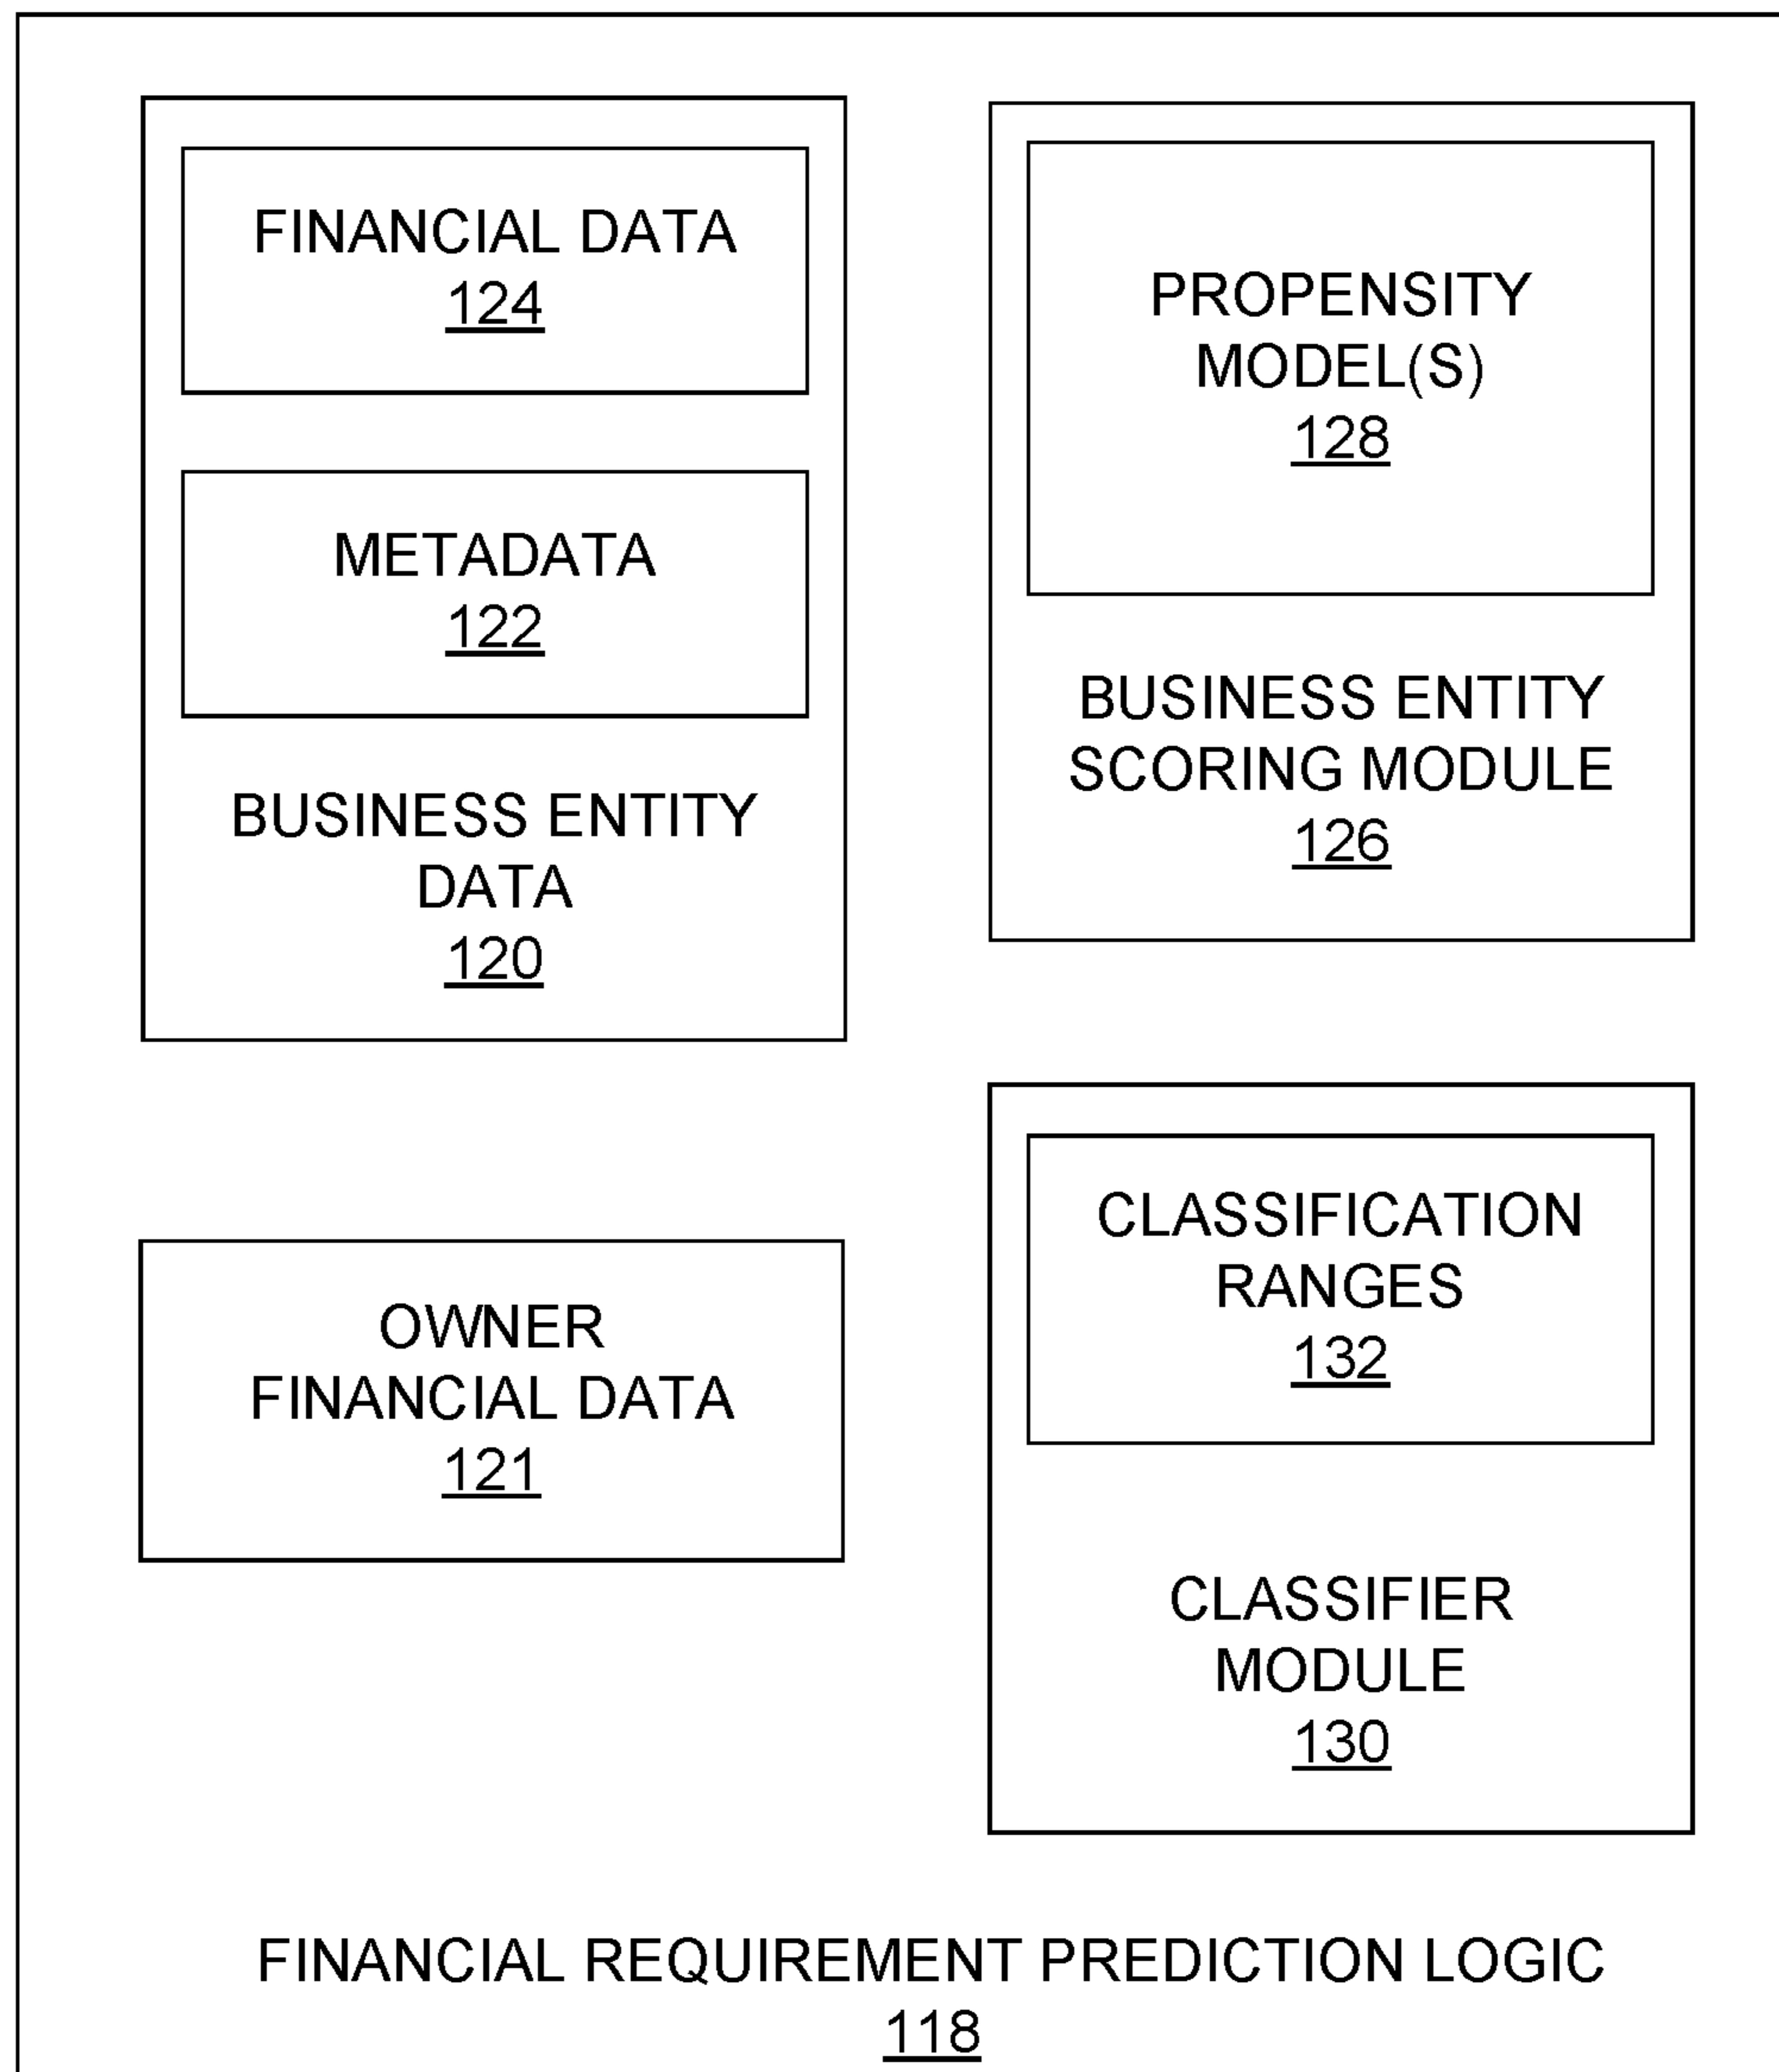 FINANCIAL DATA
124
METADATA
122
BUSINESS ENTITY
DATA
120
PROPENSITY
MODEL(S)
128
BUSINESS ENTITY
SCORING MODULE
126
OWNER
FINANCIAL DATA
121
CLASSIFICATION
RANGES
132
CLASSIFIER
MODULE
130
FINANCIAL REQUIREMENT PREDICTION LOGIC
118